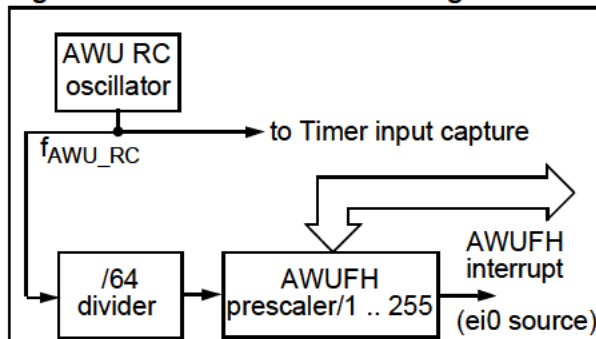 AWU RC
oscillator
to Timer input capture
fAWU_RC
AWUFH
interrupt
/64
divider
AWUFH
prescaler/1 .. 255
(ei0 source)